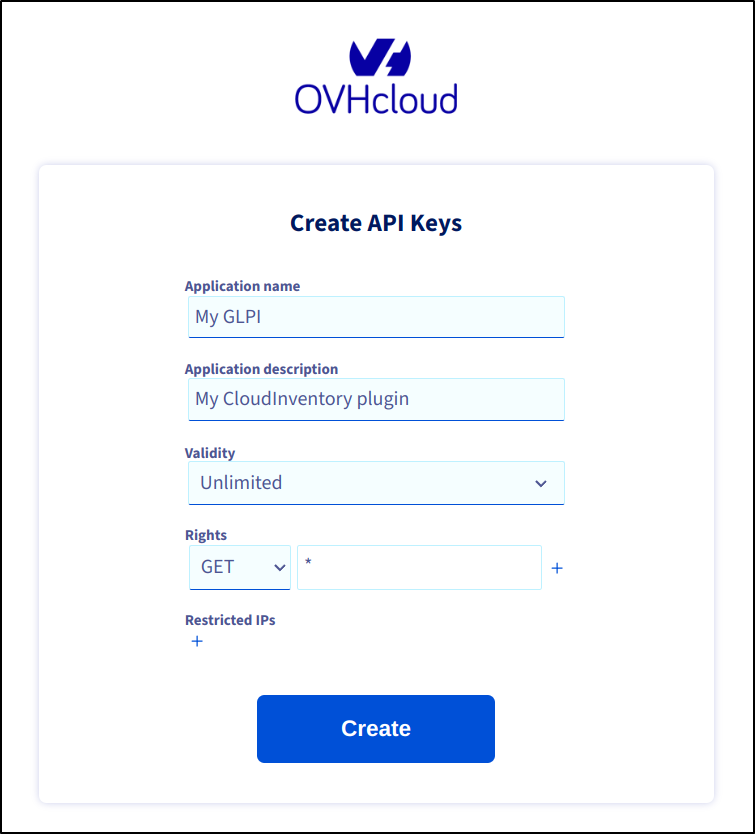 OVHcloud
Create API Keys
Application name
My GLPI
Application description
My CloudInventory plugin
Validity
Unlimited
Rights
GET * +
Restricted IPs
+
Create